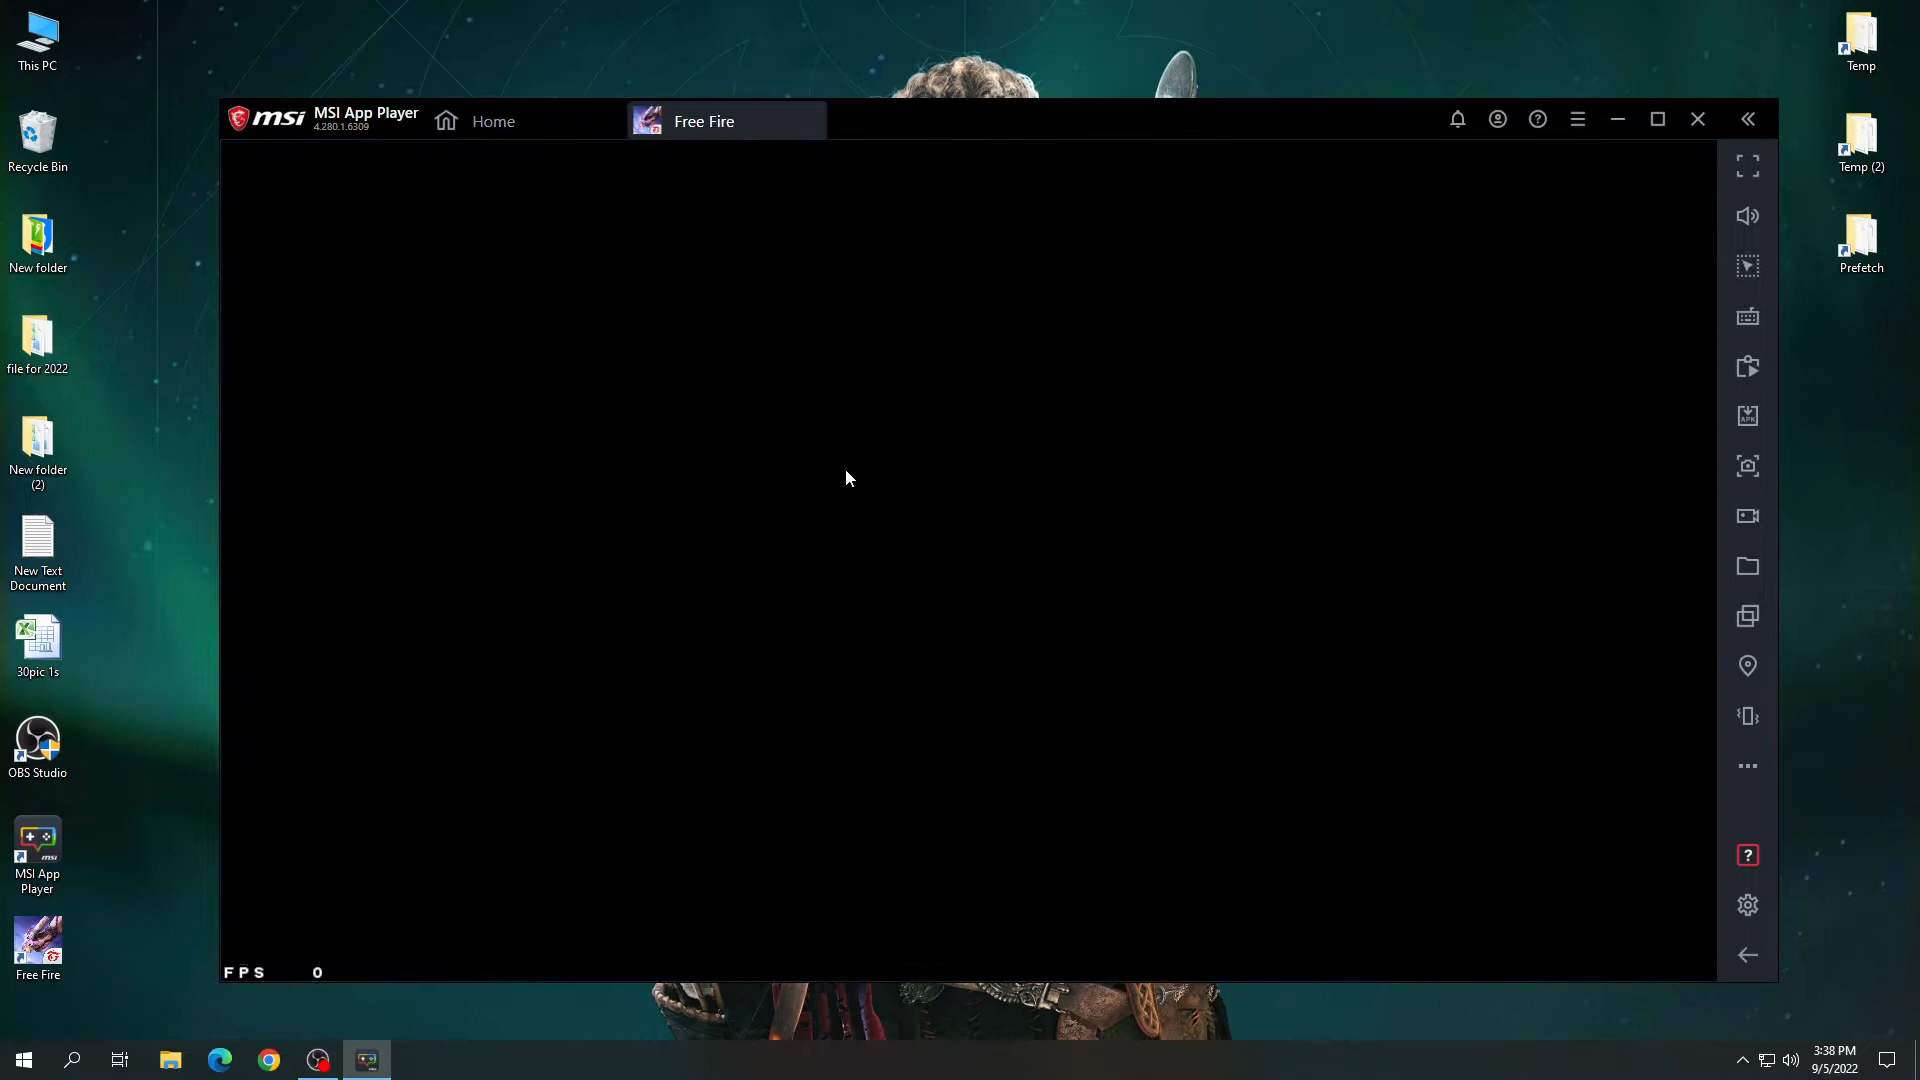 This PC
Recycle Bin
New folder
file for 2022
New folder
(2)
New Text
Document
30pic 1s
OBS Studio
MSI App
Player
Free Fire
msi
MSI App Player
4.280.1.6309
Home
Free Fire
APK
?
FPS 0
Temp
Temp (2)
Prefetch
3:38 PM
9/5/2022